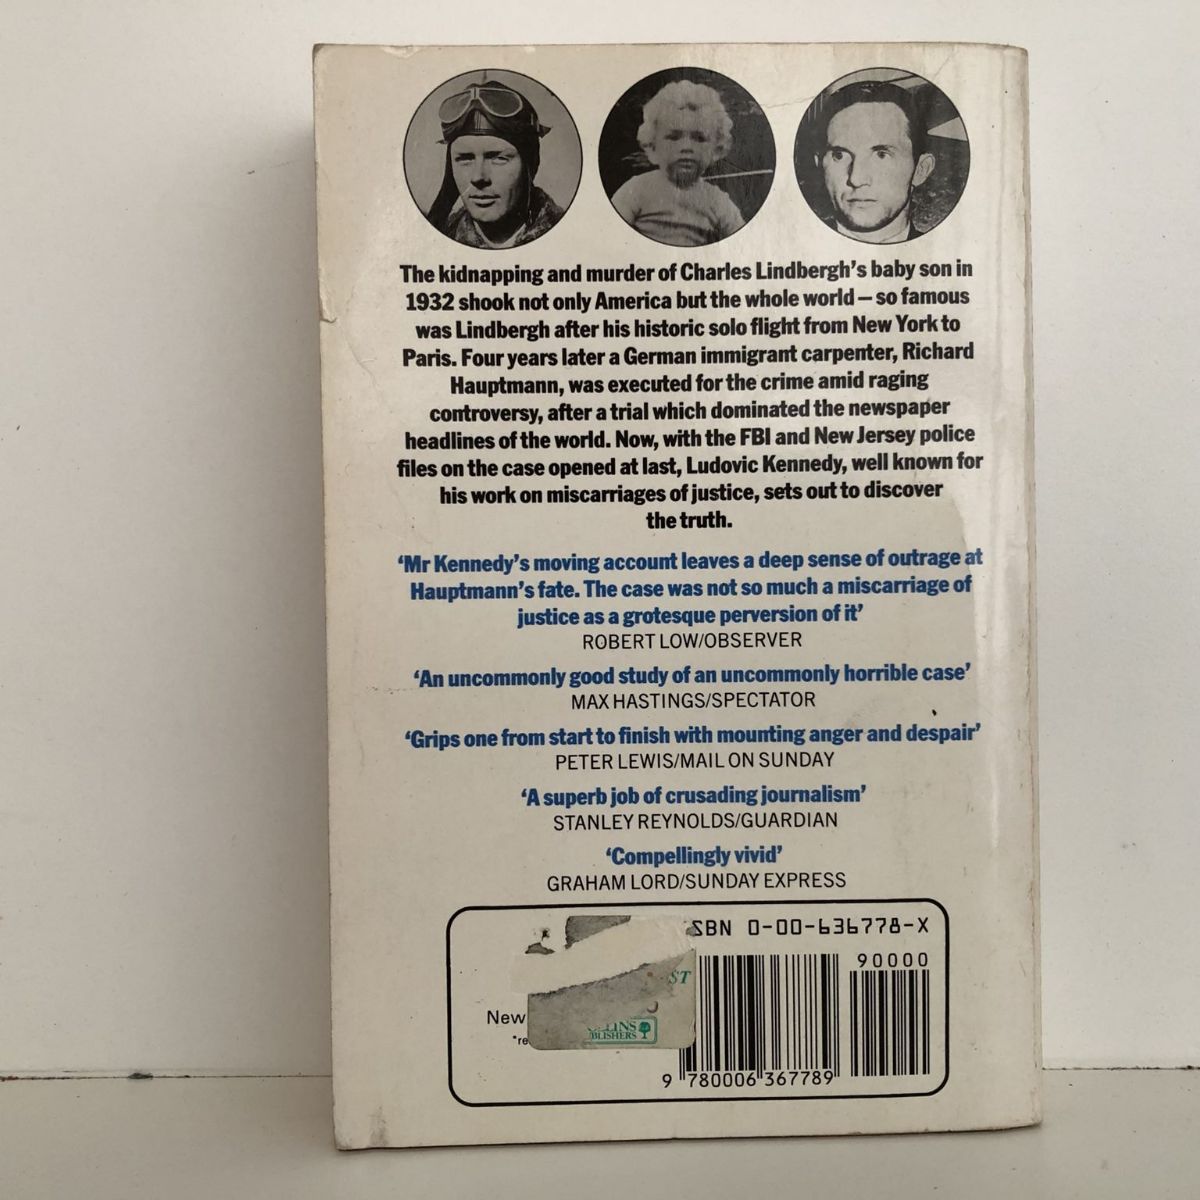 The kidnapping and murder of Charles Lindbergh's baby son in
1932 shook not only America but the whole world – so famous
was Lindbergh after his historic solo flight from New York to
Paris. Four years later a German immigrant carpenter, Richard
Hauptmann, was executed for the crime amid raging
controversy, after a trial which dominated the newspaper
headlines of the world. Now, with the FBI and New Jersey police
files on the case opened at last, Ludovic Kennedy, well known for
his work on miscarriages of justice, sets out to discover
the truth.
'Mr Kennedy's moving account leaves a deep sense of outrage at
Hauptmann's fate. The case was not so much a miscarriage of
justice as a grotesque perversion of it'
ROBERT LOW/OBSERVER
'An uncommonly good study of an uncommonly horrible case'
MAX HASTINGS/SPECTATOR
'Grips one from start to finish with mounting anger and despair'
PETER LEWIS/MAIL ON SUNDAY
'A superb job of crusading journalism'
STANLEY REYNOLDS/GUARDIAN
'Compellingly vivid'
GRAHAM LORD/SUNDAY EXPRESS
SBN 0-00-636778-X
90000
ST
New
*re
LLINS
BLISHERS
9 780006 367789